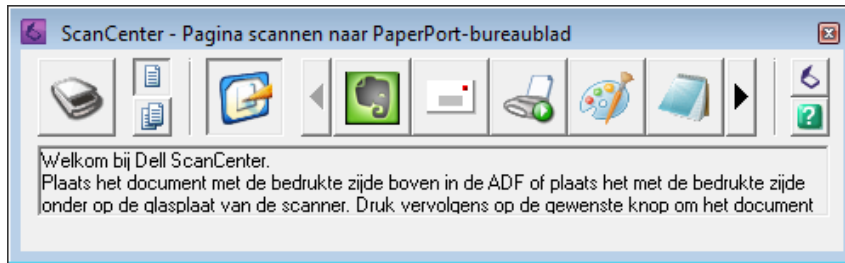 ScanCenter - Pagina scannen naar PaperPort-bureaublad
Welkom bij Dell ScanCenter.
Plaats het document met de bedrukte zijde boven in de ADF of plaats het met de bedrukte zijde
onder op de glasplaat van de scanner. Druk vervolgens op de gewenste knop om het document